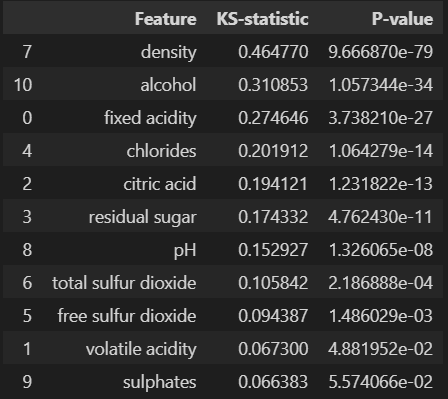 Feature KS-statistic P-value
7 density 0.464770 9.666870e-79
10 alcohol 0.310853 1.057344e-34
0 fixed acidity 0.274646 3.738210e-27
4 chlorides 0.201912 1.064279e-14
2 citric acid 0.194121 1.231822e-13
3 residual sugar 0.174332 4.762430e-11
8 pH 0.152927 1.326065e-08
6 total sulfur dioxide 0.105842 2.186888e-04
5 free sulfur dioxide 0.094387 1.486029e-03
1 volatile acidity 0.067300 4.881952e-02
9 sulphates 0.066383 5.574066e-02